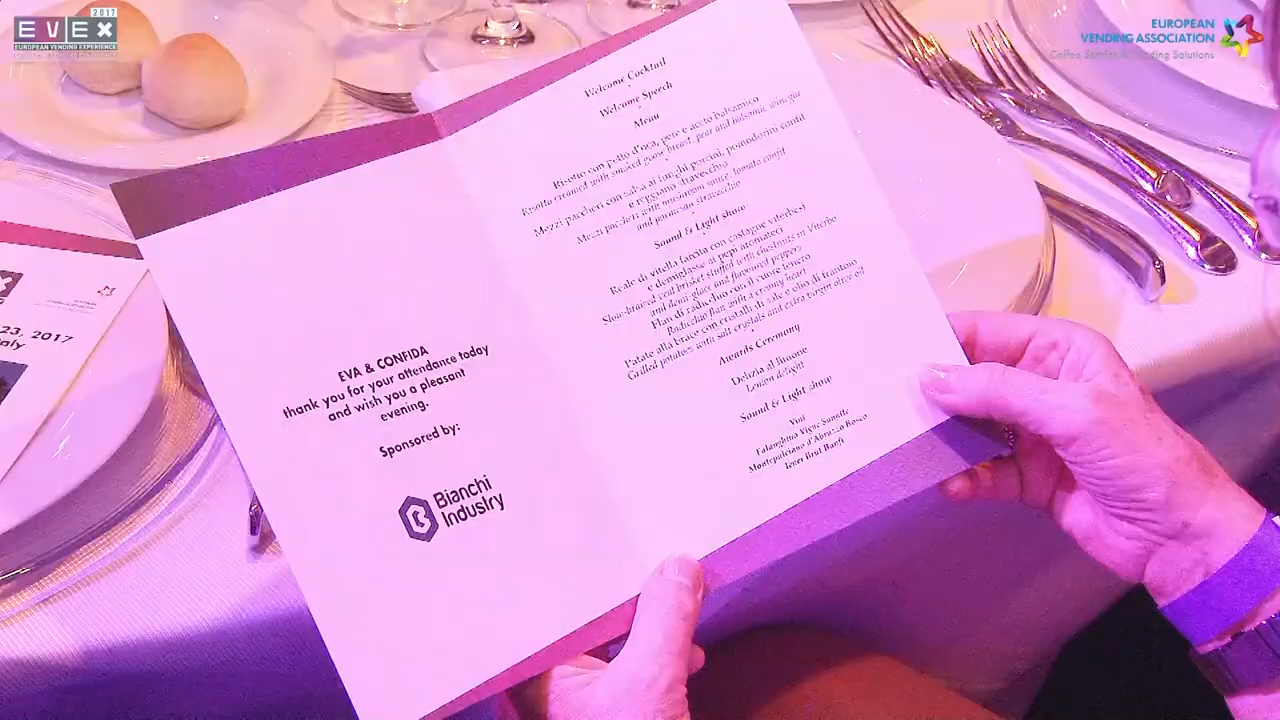 2017
EVEX
EUROPEAN VENDING EXPERIENCE
EUROPEAN
VENDING ASSOCIATION
Coffee Service & Vending Solutions
23, 2017
EVA & CONFIDA
thank you for your attendance today
and wish you a pleasant
evening.
Sponsored by:
Bianchi
Industry
Welcome Cocktail
Welcome Speech
Menu
Risotto con petto d'oca, pere e aceto balsamico
Risotto creamed with smoked goose breast, pear and balsamic vinegar
Mezzi paccheri con salsa ai funghi porcini, pomodorini confit
e reggiano stravecchio
Mezzi paccheri with mushroom sauce, tomato confit
and parmesan stravecchio
Sound & Light show
Reale di vitella farcita con castagne viterbesi
e demiglasse ai pepi aromatici
Slow-braised veal brisket stuffed with chestnuts in Viterbo
and demi glace and flavoured peppers
Flan di radicchio con il cuore tenero
Radicchio flan with a creamy heart
Patate alla brace con cristalli di sale e olio di frantoio
Grilled potatoes with salt crystals and extra virgin olive oil
Awards Ceremony
Delizia al limone
Lemon delight
Sound & Light show
Vini
Falanghina Vigne Sannite
Montepulciano d'Abruzzo Bosco
Tener Brut Banfi